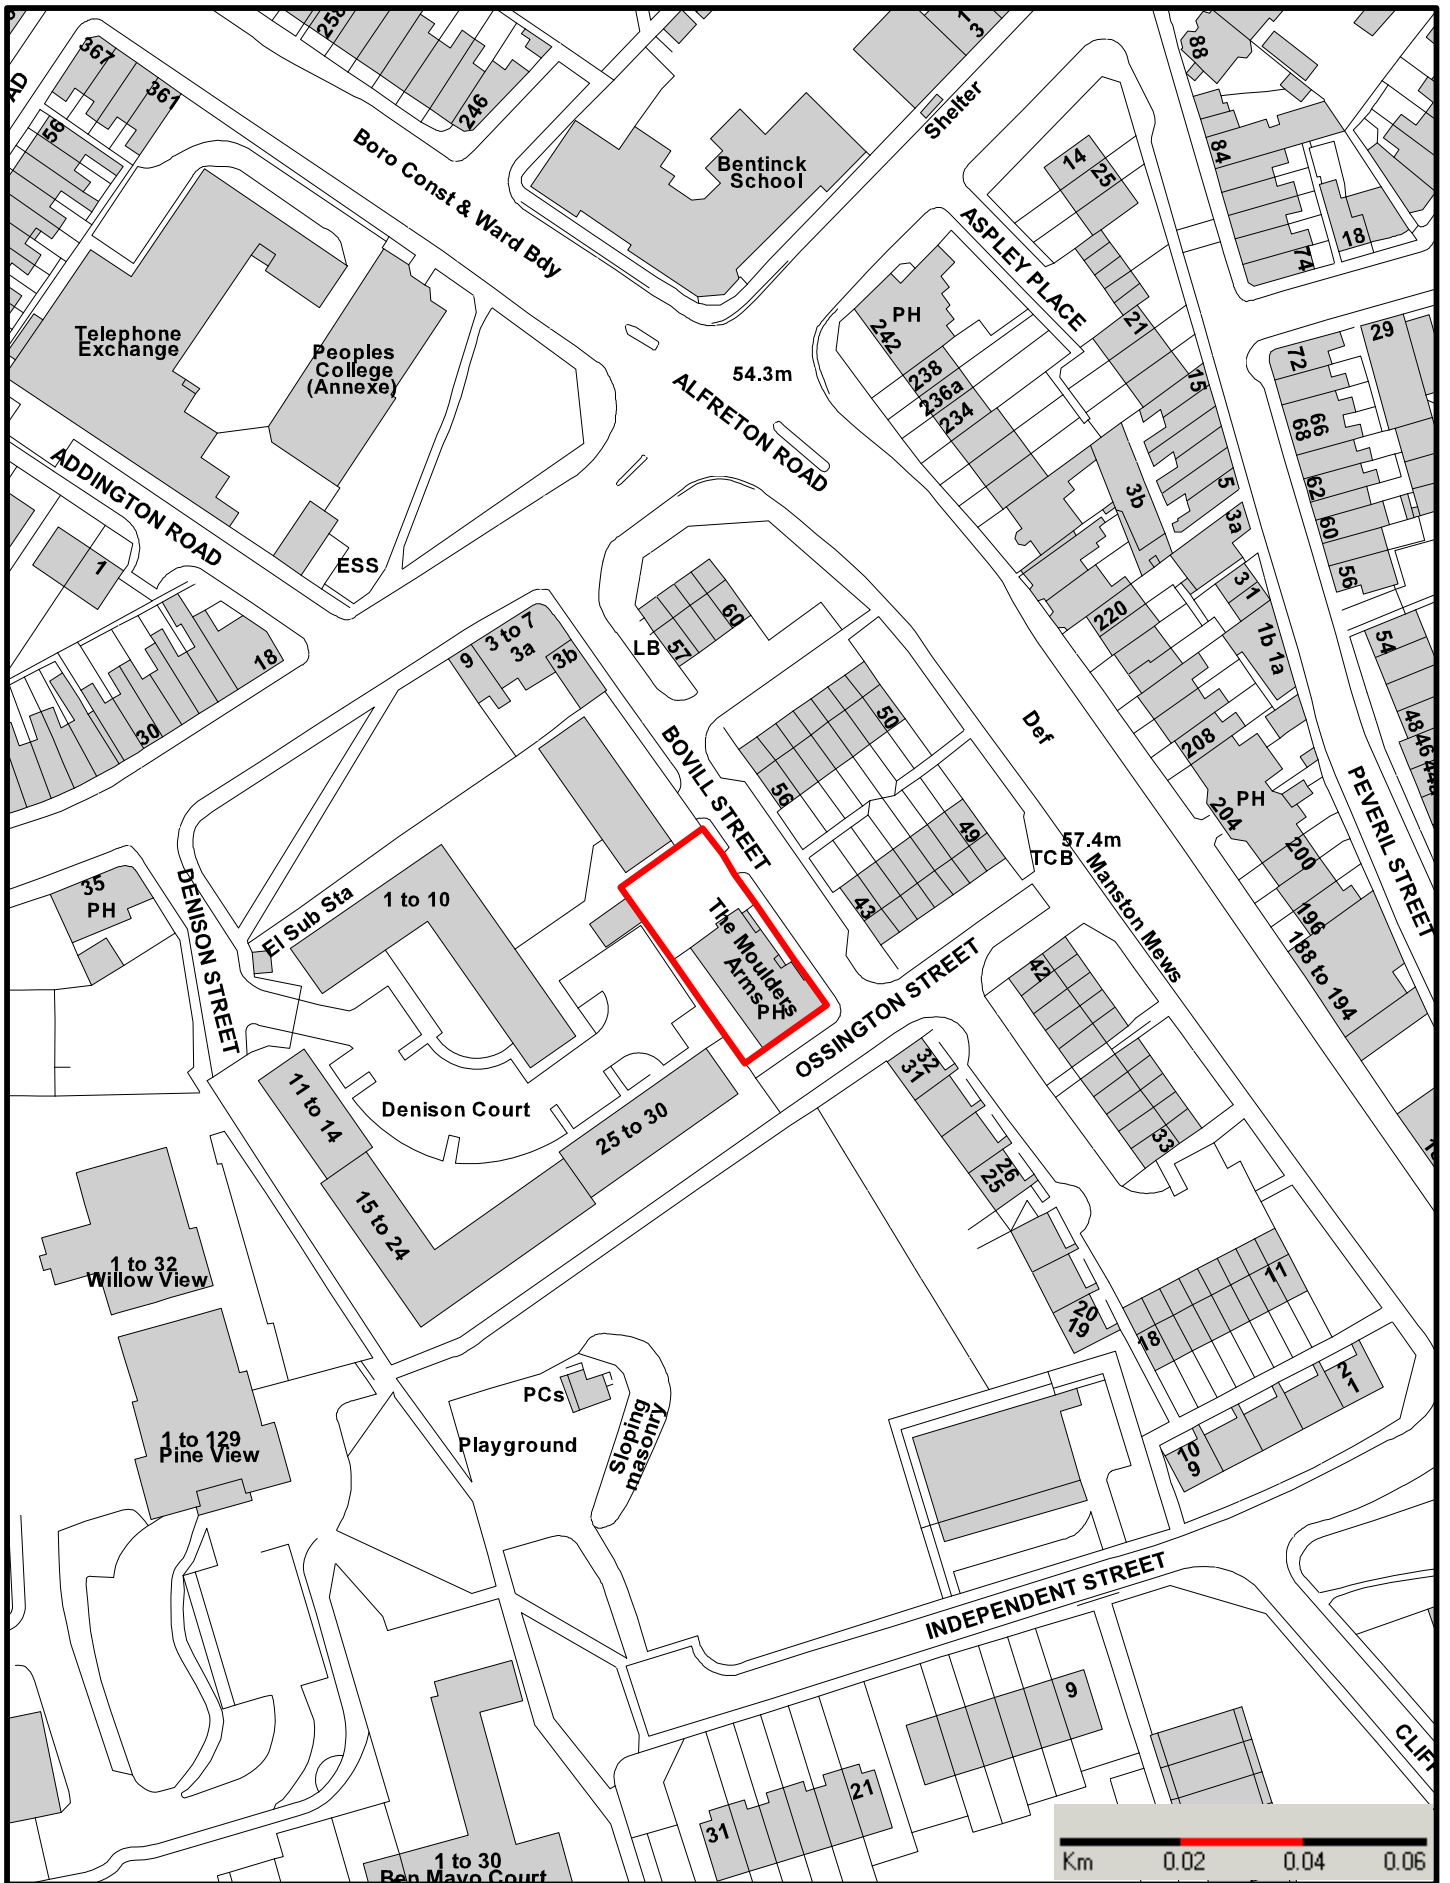 367
361
258
246
1
3
88
AD
56
Boro Const & Ward Bdy
Bentinck
School
Shelter
14
25
84
18
74
ASPLEY PLACE
Telephone
Exchange
Peoples
College
(Annexe)
PH
242
238
236a
234
54.3m
ALFRETON ROAD
21
15
72
29
66
68
62
60
56
5
3a
3b
ADDINGTON ROAD
1
ESS
18
30
9
3 to 7
3a
3b
LB
57
60
220
31
1b 1a
54
48
46
50
56
BOVILL STREET
Def
208
PH
204
200
196
188 to 194
PEVERIL STREET
35
PH
DENISON STREET
El Sub Sta
1 to 10
The Moulders
Arms
PH
43
49
57.4m
TCB
Manston Mews
OSSINGTON STREET
42
33
32
31
26
25
11 to 14
Denison Court
25 to 30
15 to 24
1 to 32
Willow View
1 to 129
Pine View
20
19
18
11
2
1
10
9
PCs
Playground
Sloping
masonry
INDEPENDENT STREET
9
21
31
CLIF
1 to 30
Ben Mayo Court
Km 0.02 0.04 0.06